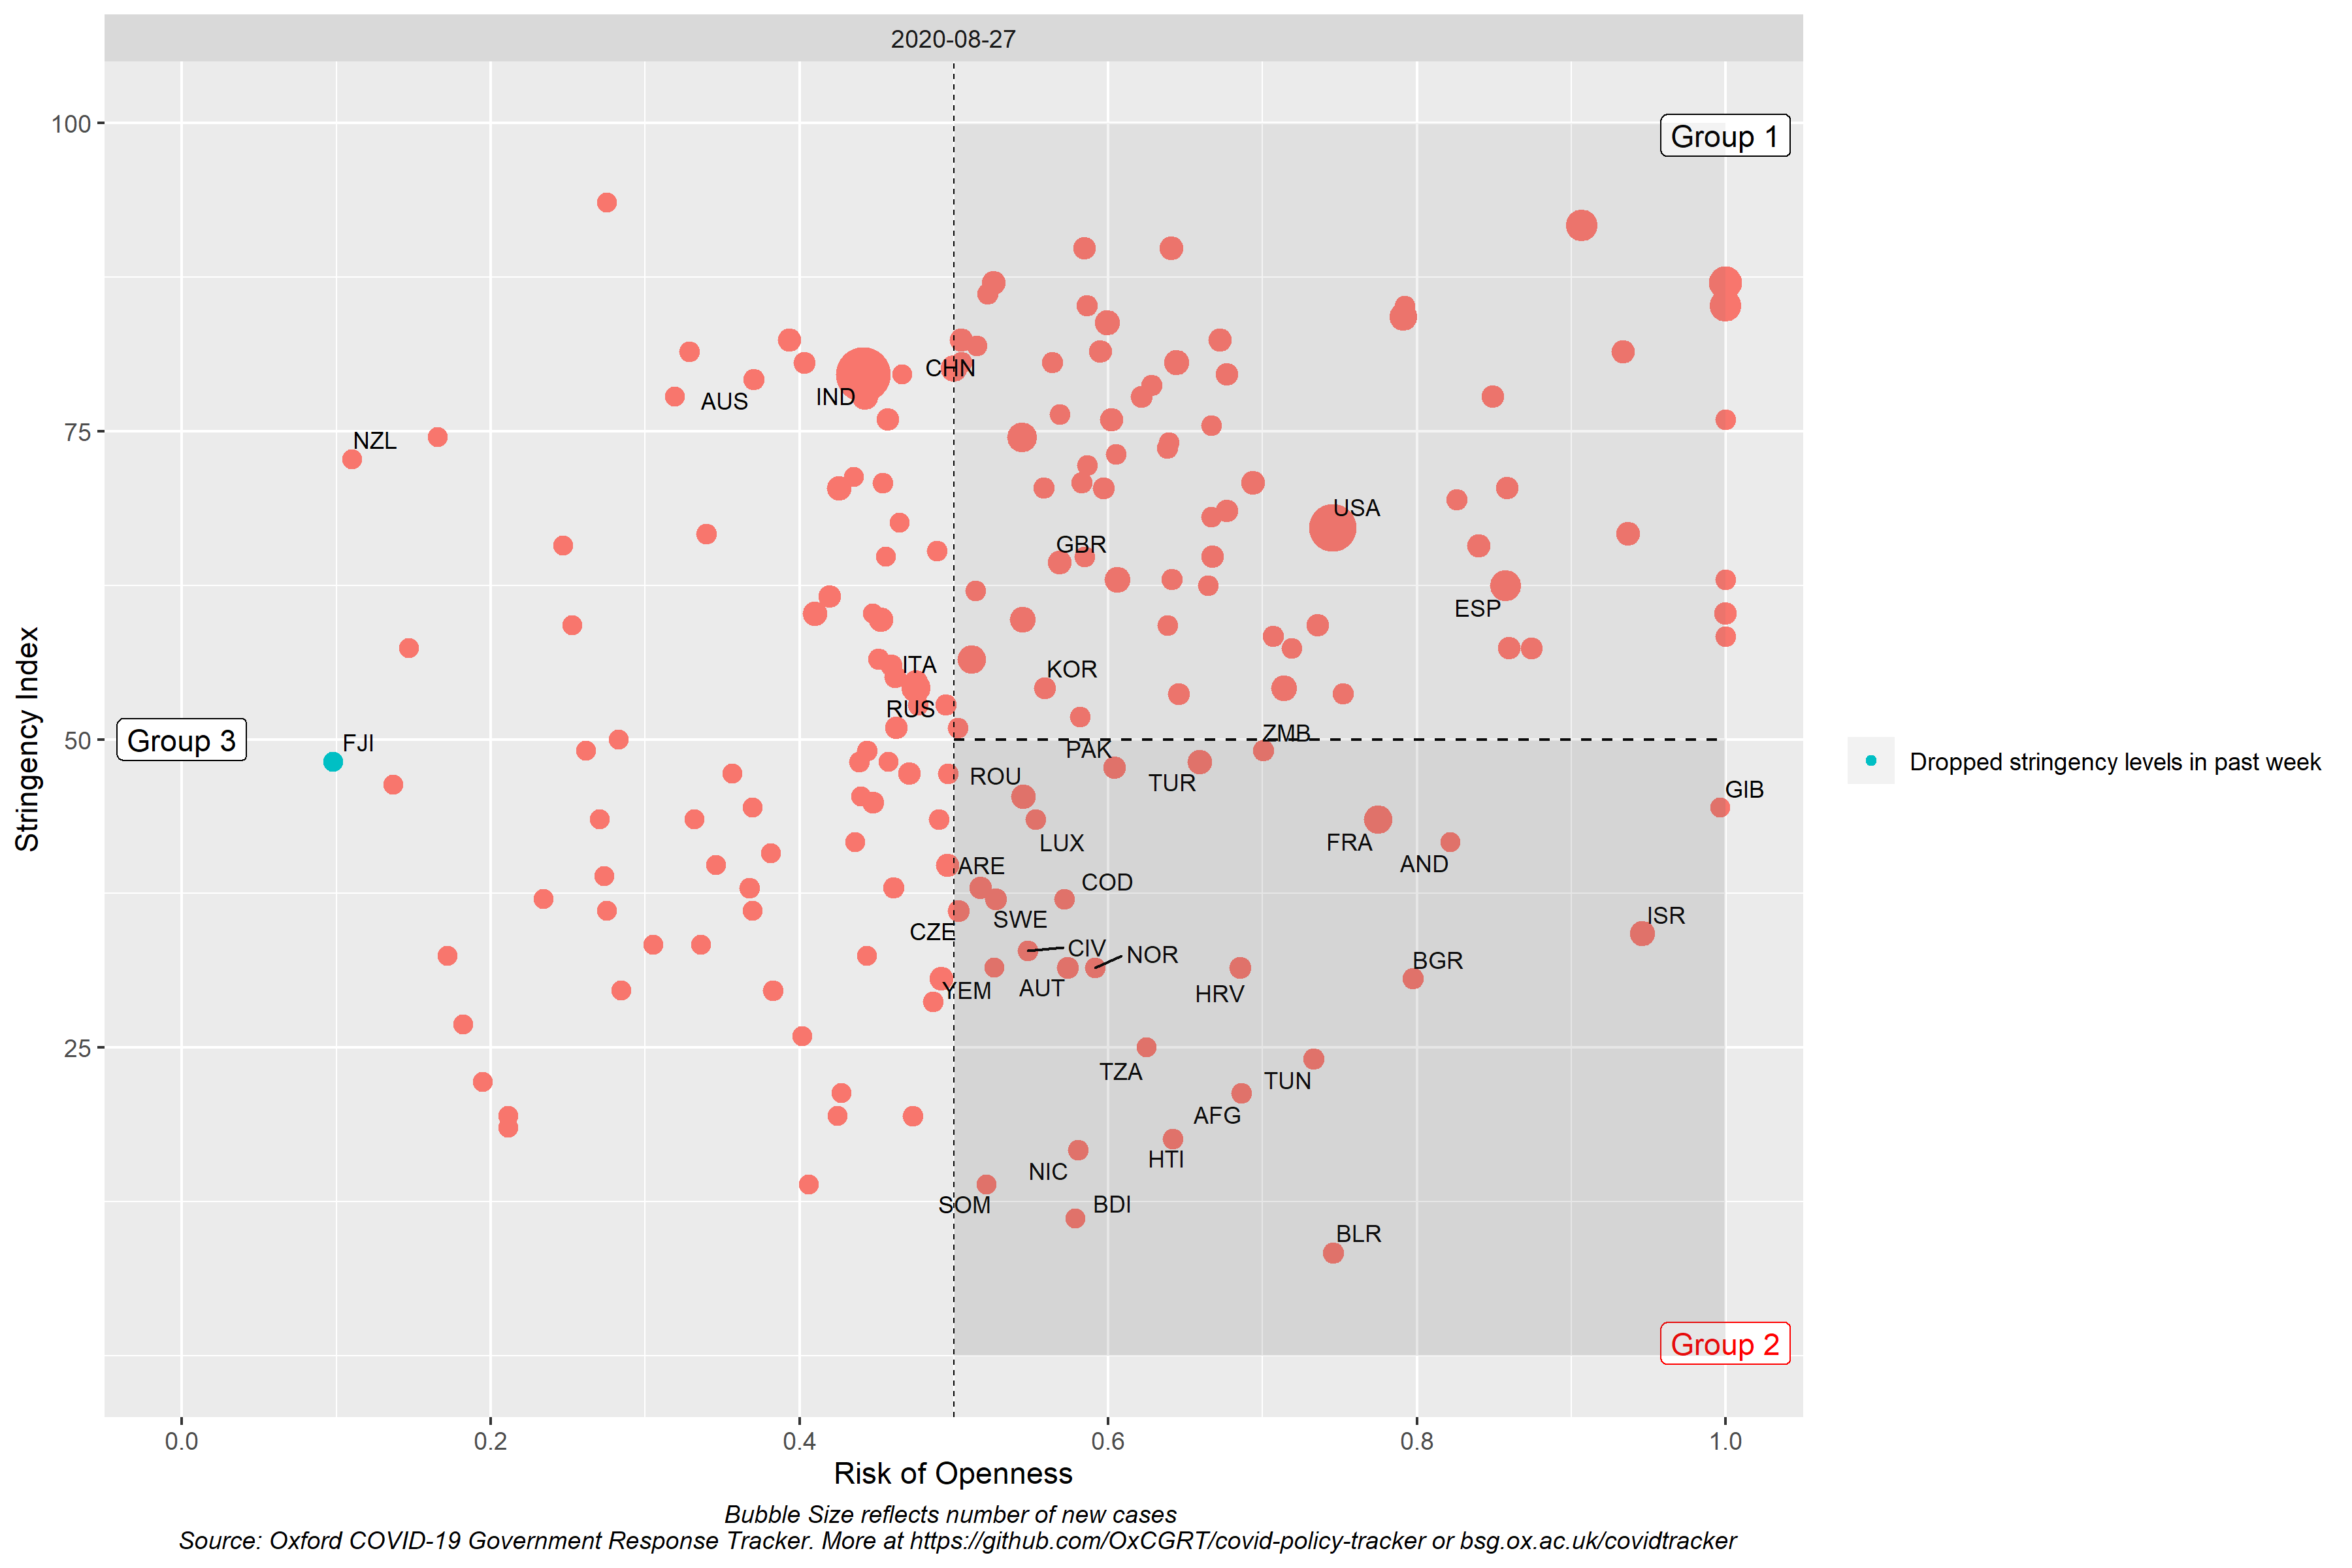 2020-08-27
100
Group 1
CHN
AUS
IND
NZL
75
USA
GBR
ESP
ITA
KOR
RUS
Stringency Index
Group 3
50
FJI
ZMB
PAK
ROU
TUR
GIB
Dropped stringency levels in past week
LUX
FRA
AND
ARE
COD
SWE
ISR
CZE
CIV
NOR
BGR
YEM
AUT
HRV
25
TZA
TUN
AFG
HTI
NIC
SOM
BDI
BLR
Group 2
0.0
0.2
0.4
0.6
0.8
1.0
Risk of Openness
Bubble Size reflects number of new cases
Source: Oxford COVID-19 Government Response Tracker. More at https://github.com/OxCGRT/covid-policy-tracker or bsg.ox.ac.uk/covidtracker